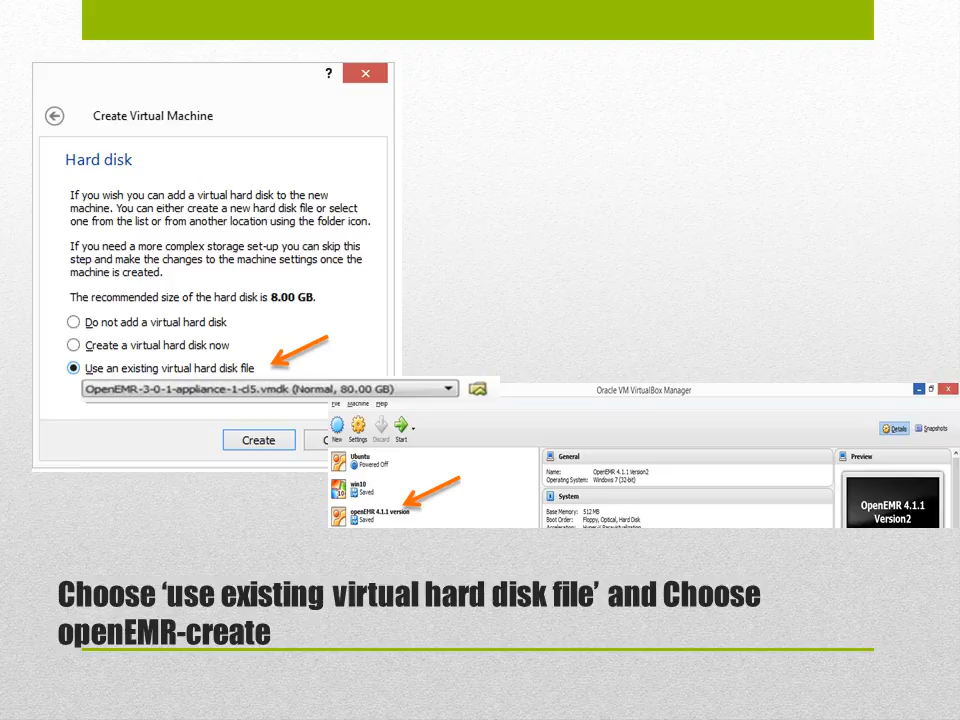 ?
Create Virtual Machine
Hard disk
If you wish you can add a virtual hard disk to the new
machine. You can either create a new hard disk file or select
one from the list or from another location using the folder icon.
If you need a more complex storage set-up you can skip this
step and make the changes to the machine settings once the
machine is created.
The recommended size of the hard disk is 8.00 GB.
Do not add a virtual hard disk
Create a virtual hard disk now
Use an existing virtual hard disk file
OpenEMR-3-0-1-appliance-1-cl5.vmdk (Normal, 80.00 GB)
Create
C
Oracle VM VirtualBox Manager
File Machine Help
New Settings Discard Start
Details Snapshots
Ubuntu
Powered Off
win10
Saved
openEMR 4.1.1 version
Saved
General
Name: OpenEMR 4.1.1 Version2
Operating System: Windows 7 (32-bit)
System
Base Memory: 512 MB
Boot Order: Floppy, Optical, Hard Disk
Acceleration: Hyper-V Paravirtualization
Preview
OpenEMR 4.1.1
Version2
Choose ‘use existing virtual hard disk file’ and Choose
openEMR-create